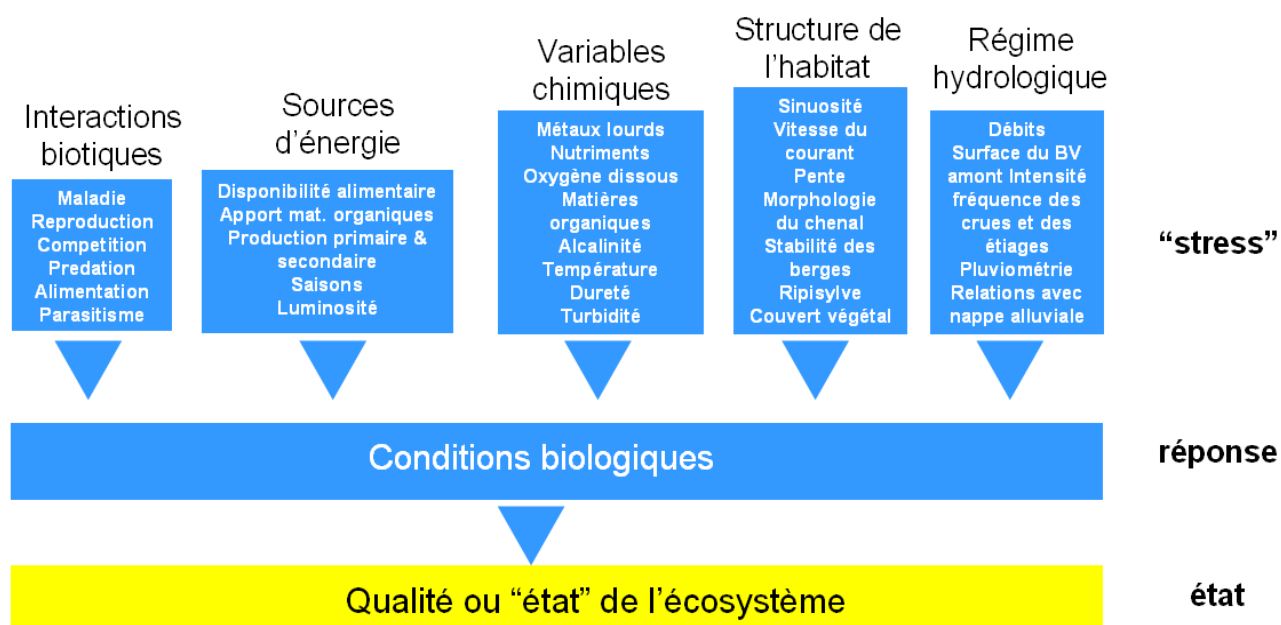 Interactions
biotiques
Maladie
Reproduction
Competition
Predation
Alimentation
Parasitisme
Sources
d'énergie
Disponibilité alimentaire
Apport mat. organiques
Production primaire &
secondaire
Saisons
Luminosité
Variables
chimiques
Métaux lourds
Nutriments
Oxygène dissous
Matières
organiques
Alcalinité
Température
Dureté
Turbidité
Structure de
l'habitat
Sinuosité
Vitesse du
courant
Pente
Morphologie
du chenal
Stabilité des
berges
Ripisylve
Couvert végétal
Régime
hydrologique
Débits
Surface du BV
amont Intensité
fréquence des
crues et des
étiages
Pluviométrie
Relations avec
nappe alluviale
“stress”
Conditions biologiques
réponse
Qualité ou “état” de l'écosystème
état